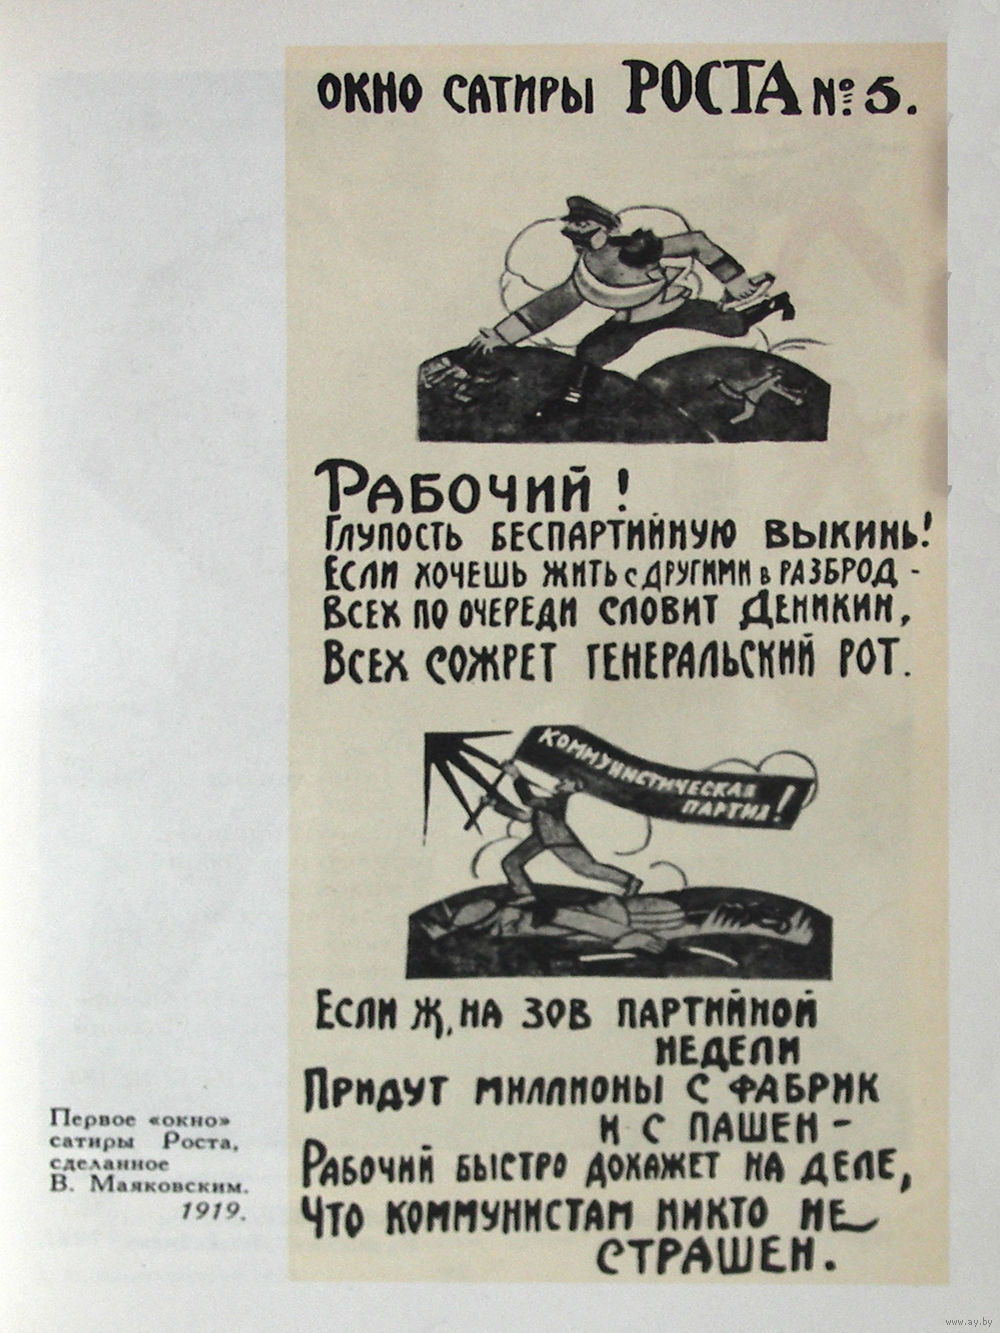 ОКНО САТИРЫ РОСТА №5.
РАБОЧИЙ!
ГЛУПОСТЬ БЕСПАРТИЙНУЮ ВЫКИНЬ!
ЕСЛИ ХОЧЕШЬ ЖИТЬ С ДРУГИМИ В РАЗБРОД -
ВСЕХ ПО ОЧЕРЕДИ СЛОВИТ ДЕНИКИН,
ВСЕХ СОЖРЕТ ГЕНЕРАЛЬСКИЙ РОТ.
КОММУНИСТИЧЕСКАЯ
ПАРТИЯ!
ЕСЛИ Ж, НА ЗОВ ПАРТИЙНОЙ
НЕДЕЛИ
ПРИДУТ МИЛЛИОНЫ С ФАБРИК
И С ПАШЕН -
РАБОЧИЙ БЫСТРО ДОКАЖЕТ НА ДЕЛЕ,
ЧТО КОММУНИСТАМ НИКТО НЕ
СТРАШЕН.
Первое «окно»
сатиры Роста,
сделанное
В. Маяковским.
1919.
www.ay.by